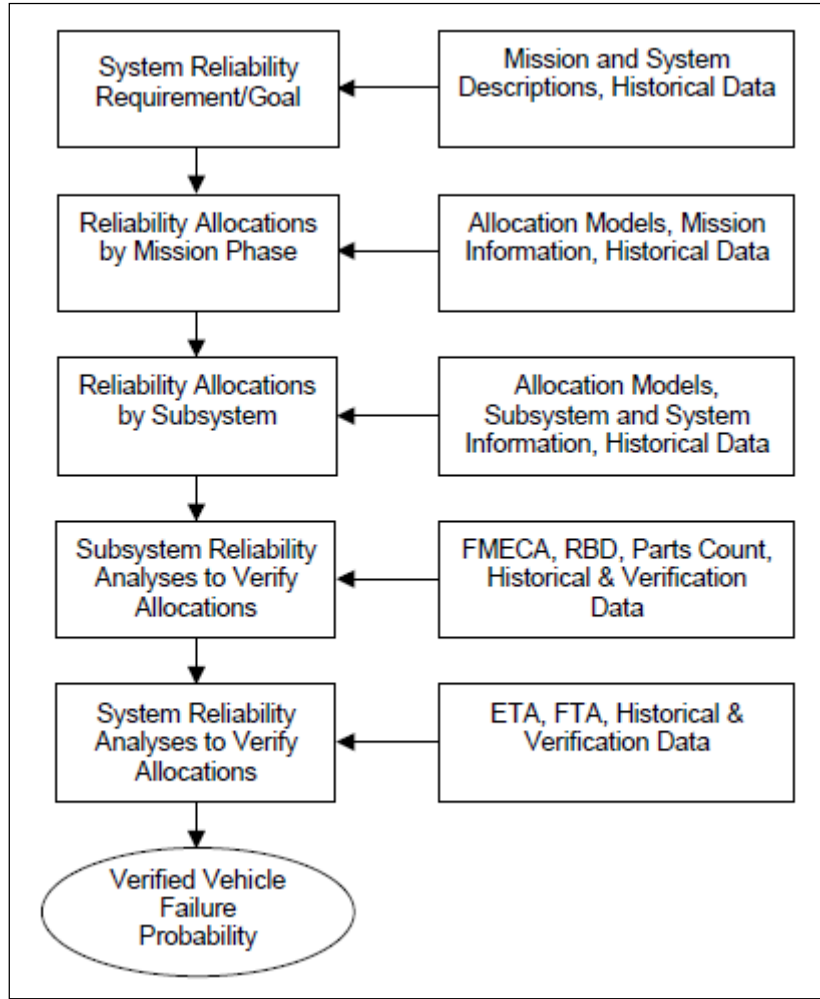 System Reliability
Requirement/Goal
Mission and System
Descriptions, Historical Data
Reliability Allocations
by Mission Phase
Allocation Models, Mission
Information, Historical Data
Reliability Allocations
by Subsystem
Allocation Models,
Subsystem and System
Information, Historical Data
Subsystem Reliability
Analyses to Verify
Allocations
FMECA, RBD, Parts Count,
Historical & Verification
Data
System Reliability
Analyses to Verify
Allocations
ETA, FTA, Historical &
Verification Data
Verified Vehicle
Failure
Probability